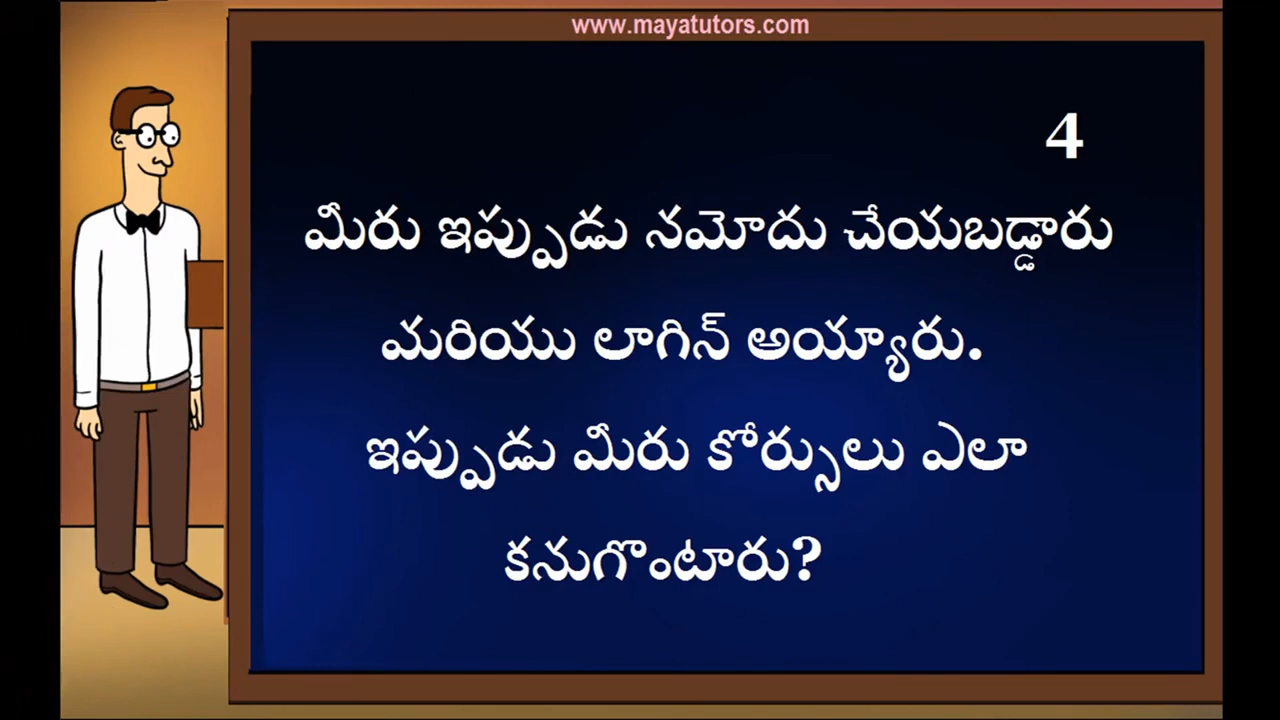 www.mayatutors.com
4
మీరు ఇప్పుడు నమోదు చేయబడ్డారు
మరియు లాగిన్ అయ్యారు.
ఇప్పుడు మీరు కోర్సులు ఎలా
కనుగొంటారు?